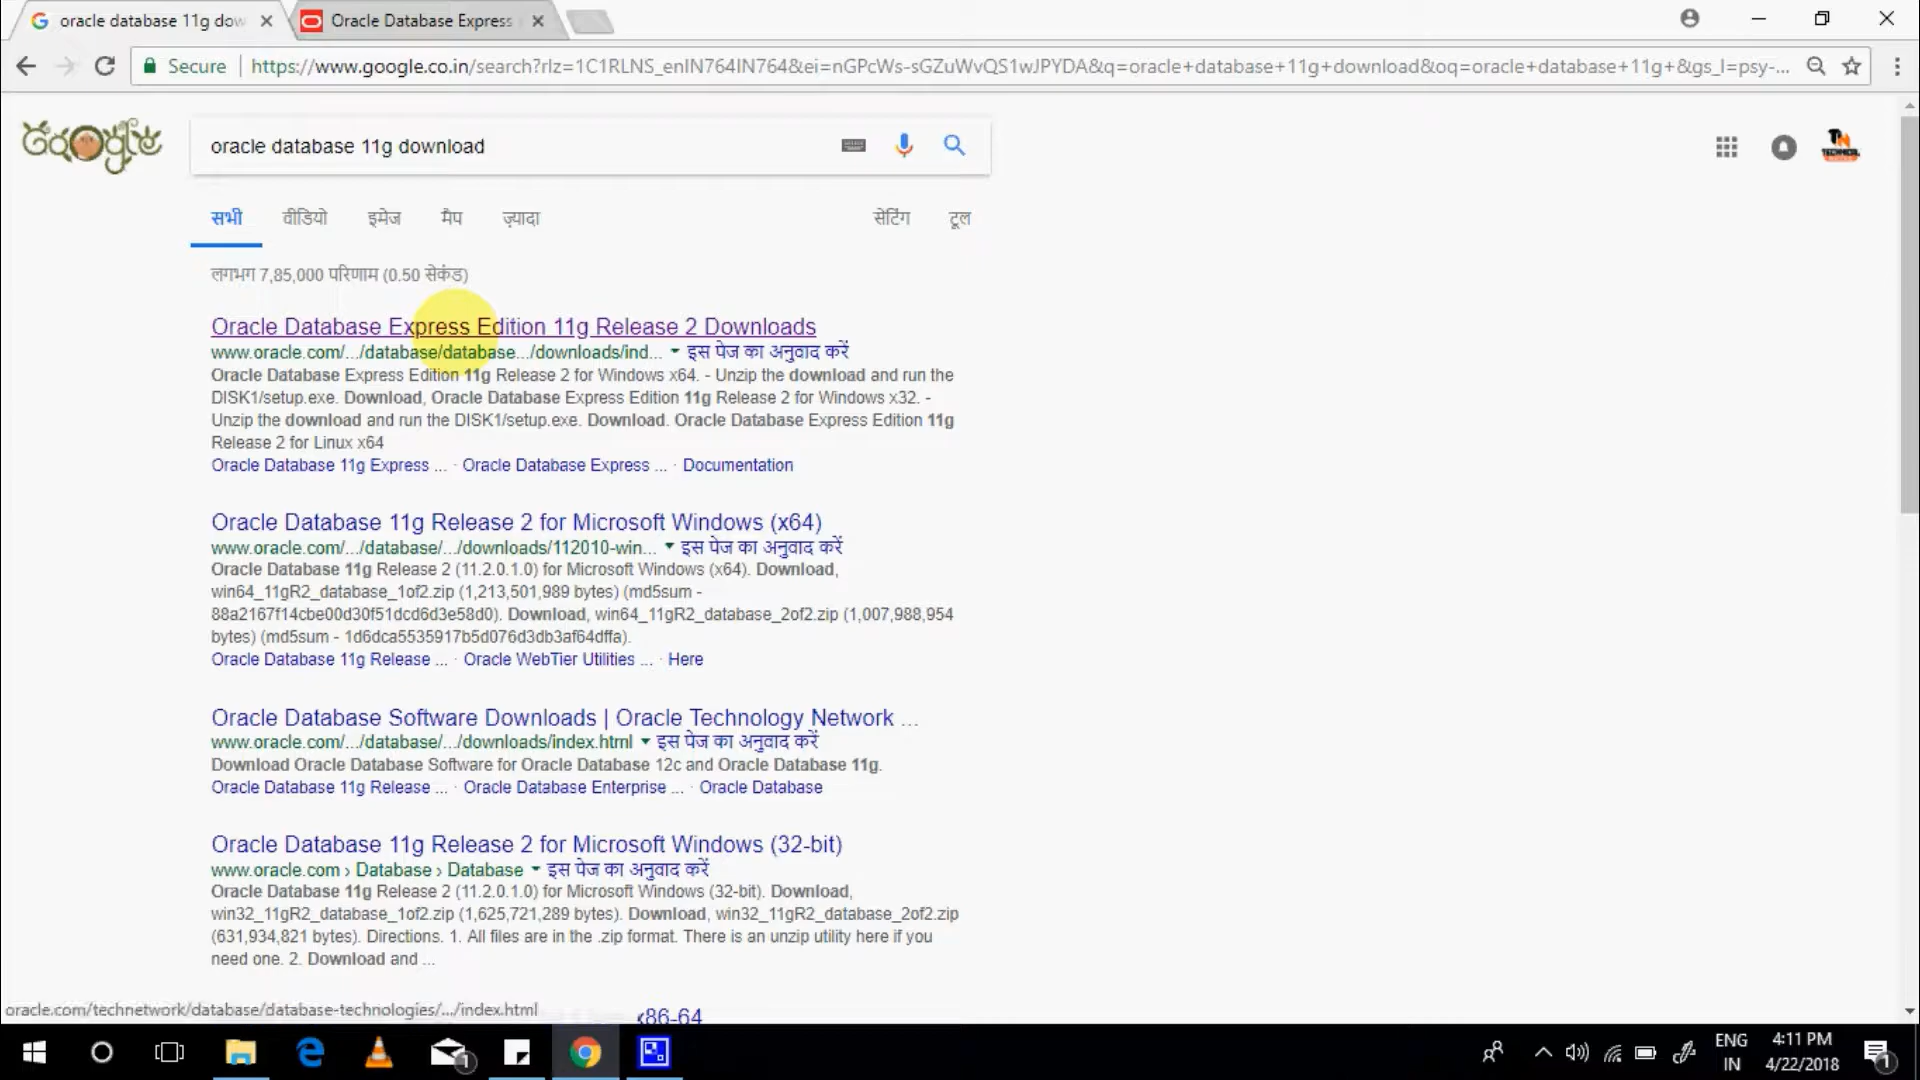 oracle database 11g dow
Oracle Database Express
Secure
https://www.google.co.in/search?rlz=1C1RLNS_enIN764IN764&ei=nGPcWs-sGZuWvQS1wJPYDA&q=oracle+database+11g+download&oq=oracle+database+11g+&gs_l=psy-...
Google
oracle database 11g download
TECHNICAL
सभी
वीडियो
इमेज
मैप
ज़्यादा
सेटिंग
टूल
लगभग 7,85,000 परिणाम (0.50 सेकंड)
Oracle Database Express Edition 11g Release 2 Downloads
www.oracle.com/.../database/database.../downloads/ind... इस पेज का अनुवाद करें
Oracle Database Express Edition 11g Release 2 for Windows x64. - Unzip the download and run the
DISK1/setup.exe. Download, Oracle Database Express Edition 11g Release 2 for Windows x32. -
Unzip the download and run the DISK1/setup.exe. Download. Oracle Database Express Edition 11g
Release 2 for Linux x64
Oracle Database 11g Express ... · Oracle Database Express ... · Documentation
Oracle Database 11g Release 2 for Microsoft Windows (x64)
www.oracle.com/.../database/.../downloads/112010-win... इस पेज का अनुवाद करें
Oracle Database 11g Release 2 (11.2.0.1.0) for Microsoft Windows (x64). Download,
win64_11gR2_database_1of2.zip (1,213,501,989 bytes) (md5sum -
88a2167f14cbe00d30f51dcd6d3e58d0). Download, win64_11gR2_database_2of2.zip (1,007,988,954
bytes) (md5sum - 1d6dca5535917b5d076d3db3af64dffa).
Oracle Database 11g Release ... · Oracle WebTier Utilities ... · Here
Oracle Database Software Downloads | Oracle Technology Network ...
www.oracle.com/.../database/.../downloads/index.html इस पेज का अनुवाद करें
Download Oracle Database Software for Oracle Database 12c and Oracle Database 11g.
Oracle Database 11g Release ... · Oracle Database Enterprise ... · Oracle Database
Oracle Database 11g Release 2 for Microsoft Windows (32-bit)
www.oracle.com › Database › Database इस पेज का अनुवाद करें
Oracle Database 11g Release 2 (11.2.0.1.0) for Microsoft Windows (32-bit). Download,
win32_11gR2_database_1of2.zip (1,625,721,289 bytes). Download, win32_11gR2_database_2of2.zip
(631,934,821 bytes). Directions. 1. All files are in the .zip format. There is an unzip utility here if you
need one. 2. Download and ...
oracle.com/technetwork/database/database-technologies/.../index.html
x86-64
1
ENG
IN
4:11 PM
4/22/2018
1